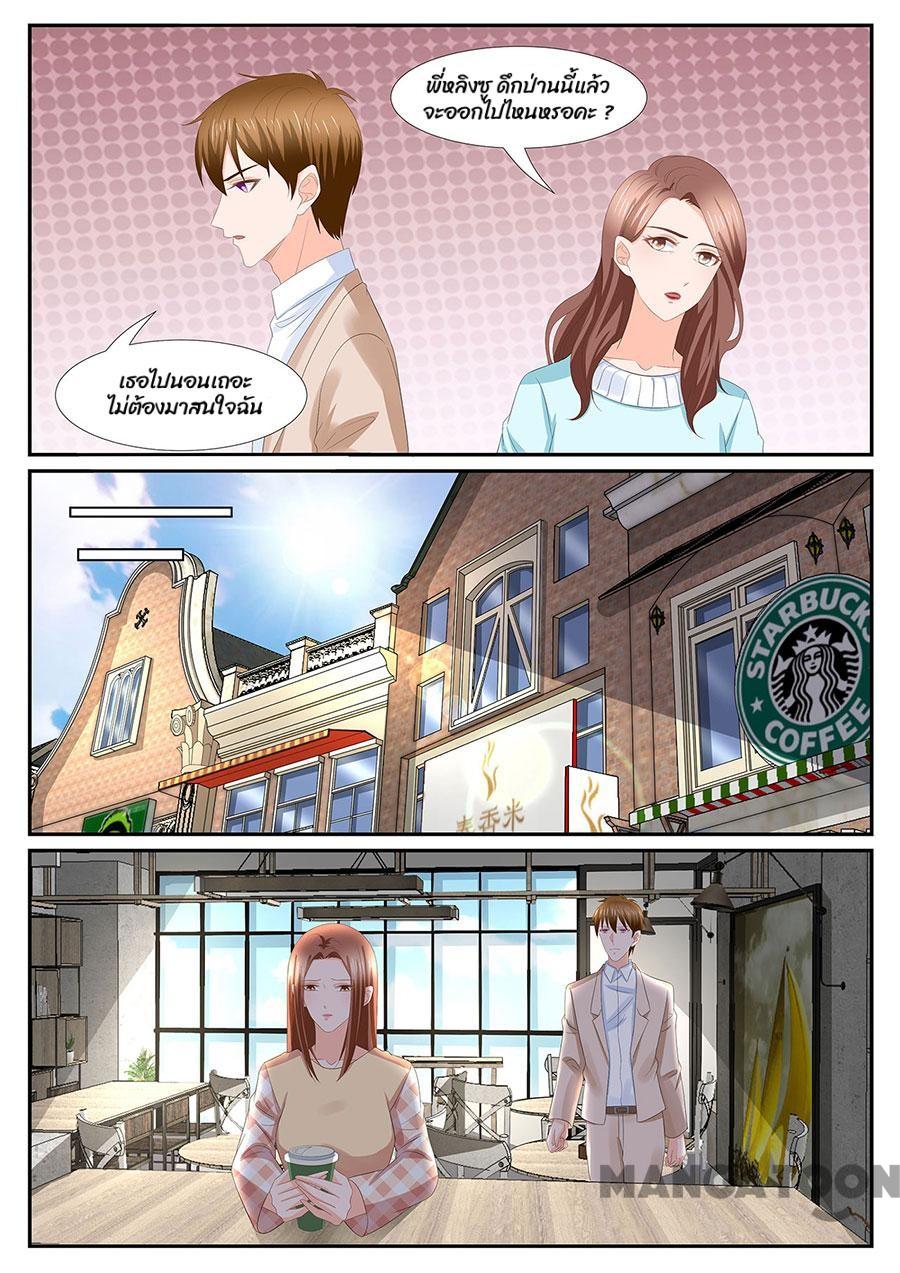 พี่หลิงซู ดึกป่านนี้แล้ว
จะออกไปไหนหรอคะ ?
เธอไปนอนเถอะ
ไม่ต้องมาสนใจฉัน
STARBUCKS
COFFEE
春香米
MANGATOON